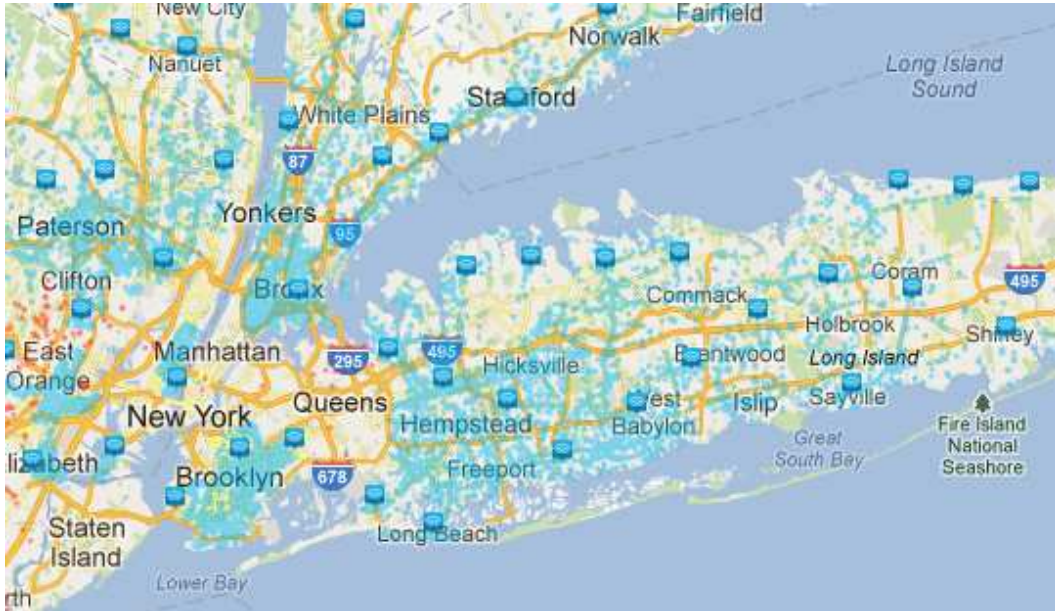 New City
Fairfield
Norwalk
Nanuet
Long Island
Sound
Stamford
White Plains
87
Yonkers
Paterson
95
Clifton
Bronx
Coram
495
Commack
Holbrook
Shirley
East
Orange
Manhattan
295
495
Hicksville
Brentwood
Long Island
New York
Queens
Hempstead
West
Babylon
Islip
Sayville
Fire Island
National
Seashore
Great
South Bay
lizabeth
Brooklyn
678
Freeport
Staten
Island
Long Beach
Lower Bay
rth